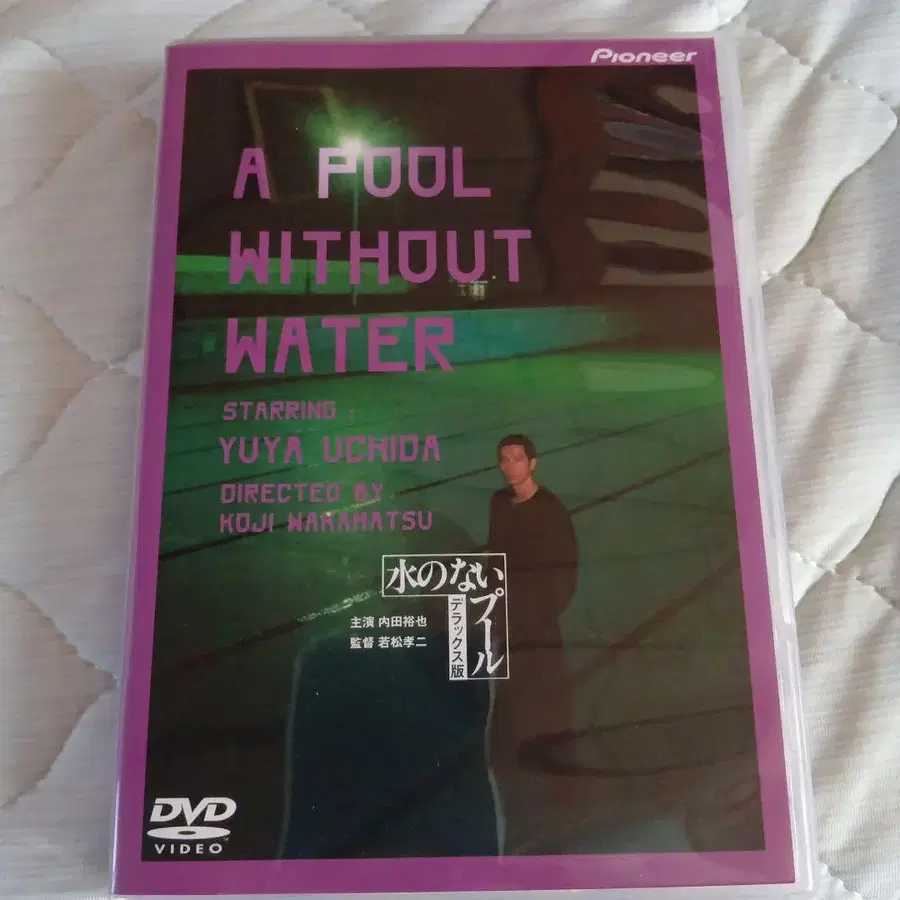 Pioneer
A POOL
WITHOUT
WATER
STARRING :
YUYA UCHIDA
DIRECTED BY
KOJI WAKAMATSU
水のないプール
デラックス版
主演 内田裕也
監督 若松孝二
DVD
VIDEO